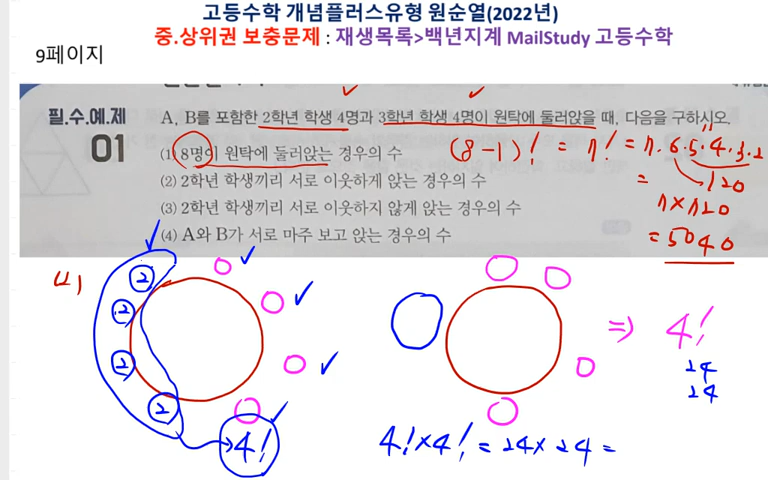 고등수학 개념플러스유형 원순열(2022년)
중.상위권 보충문제 : 재생목록>백년지계 MailStudy 고등수학
9페이지
필.수.예.제
01
A, B를 포함한 2학년 학생 4명과 3학년 학생 4명이 원탁에 둘러앉을 때, 다음을 구하시오.
(1) 8명이 원탁에 둘러앉는 경우의 수
(8-1)! = 7! = 7.6.5.4.3.2
(2) 2학년 학생끼리 서로 이웃하게 앉는 경우의 수
= 120
(3) 2학년 학생끼리 서로 이웃하지 않게 앉는 경우의 수
7×720
(4) A와 B가 서로 마주 보고 앉는 경우의 수
= 5040
2
2
2
2
4!
⇒ 4!
24
24
4!×4! = 24×24 =